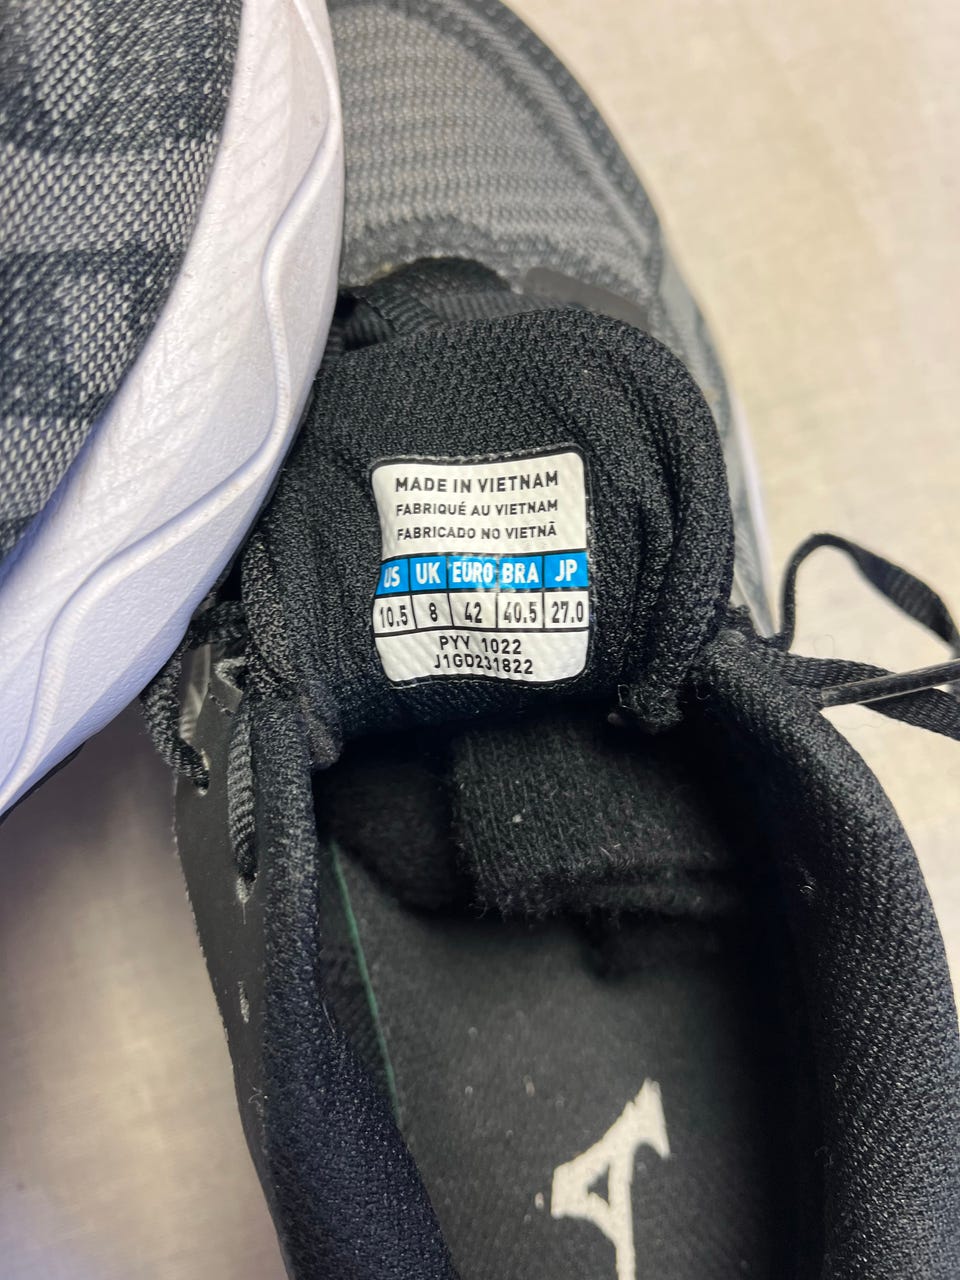 MADE IN VIETNAM
FABRIQUÉ AU VIETNAM
FABRICADO NO VIETNÃ
US UK EURO BRA JP
10.5 8 42 40.5 27.0
PYV 1022
J1GD231822